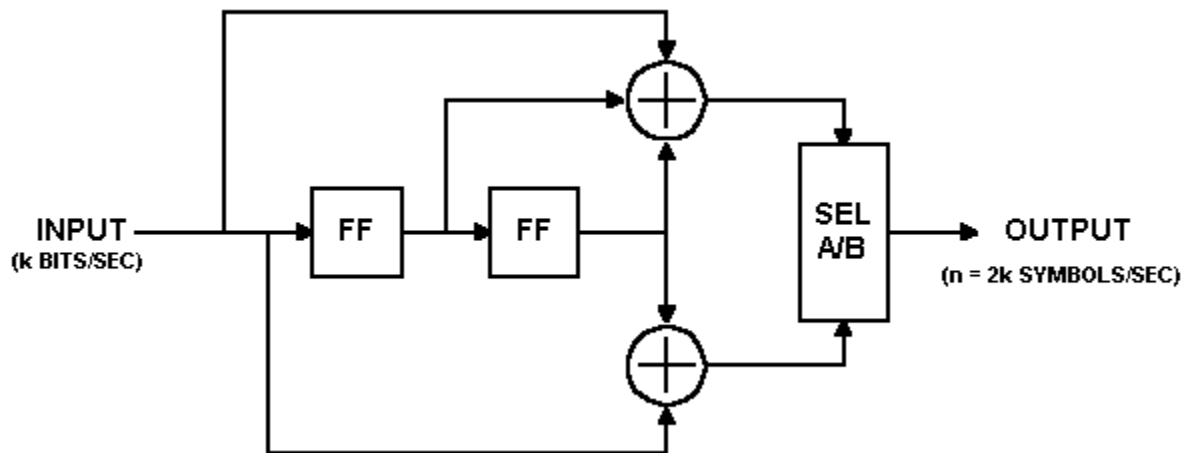 INPUT
(k BITS/SEC)
FF
FF
SEL
A/B
OUTPUT
(n = 2k SYMBOLS/SEC)